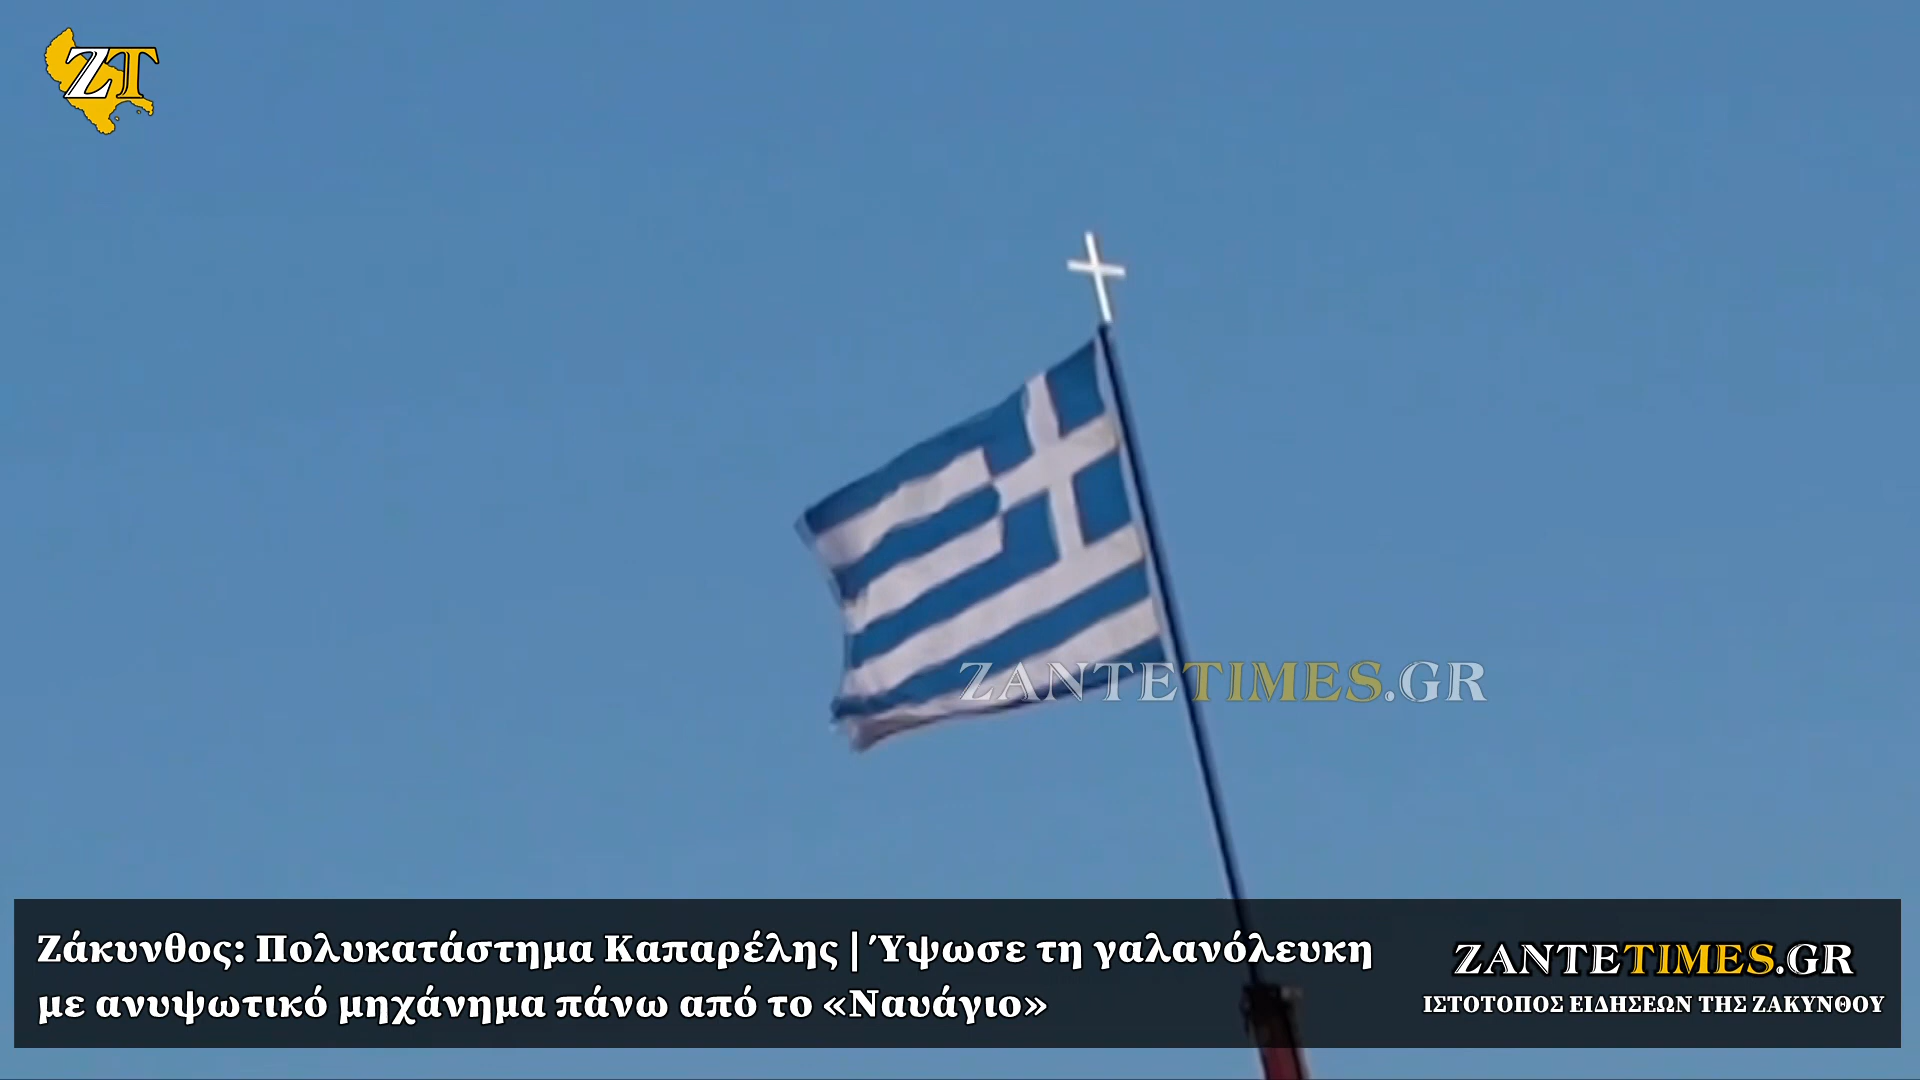 ZT
ZANTETIMES.GR
Ζάκυνθος: Πολυκατάστημα Καπαρέλης | Ύψωσε τη γαλανόλευκη
με ανυψωτικό μηχάνημα πάνω από το «Ναυάγιο»
ZANTETIMES.GR
ΙΣΤΟΤΟΠΟΣ ΕΙΔΗΣΕΩΝ ΤΗΣ ΖΑΚΥΝΘΟΥ